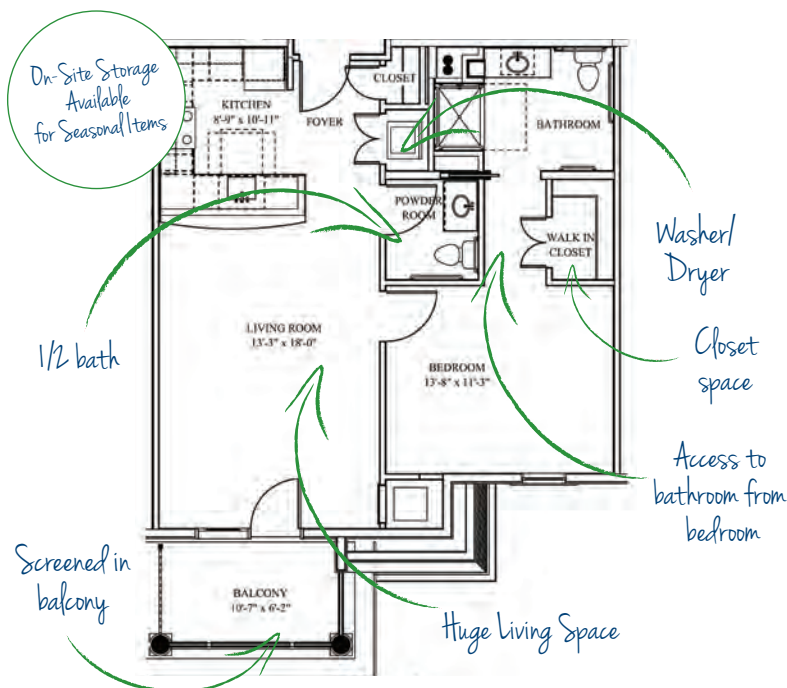 On-Site Storage
Available
for Seasonal Items
KITCHEN
8'-9" x 10'-11"
FOYER
CLOSET
BATHROOM
POWDER
ROOM
WALK IN
CLOSET
Washer/
Dryer
1/2 bath
LIVING ROOM
13'-3" x 18'-0"
BEDROOM
13'-8" x 11'-3"
Closet
space
Access to
bathroom from
bedroom
Screened in
balcony
BALCONY
10'-7" x 6'-2"
Huge Living Space